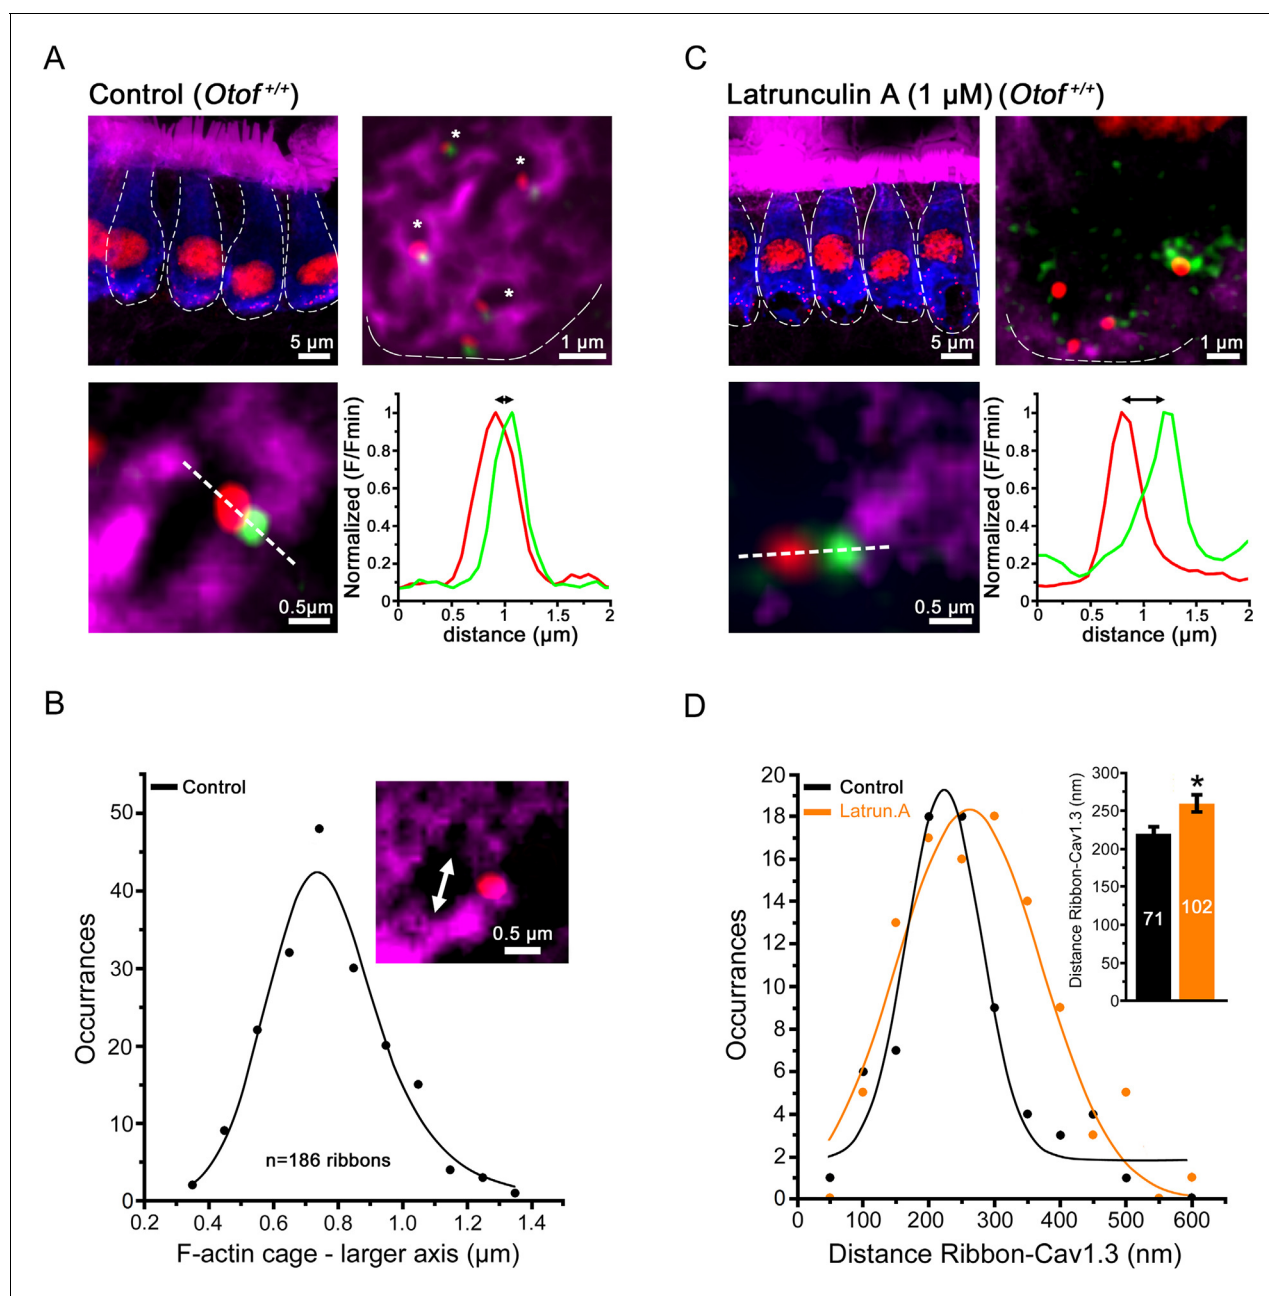 A
Control (Otof +/+)
5 µm
*
*
*
*
1 µm
0.5µm
Normalized (F/Fmin)
1
0.8
0.6
0.4
0.2
0
0
0.5
1
1.5
2
distance (µm)
C
Latrunculin A (1 µM) (Otof +/+)
5 µm
1 µm
0.5µm
Normalized (F/Fmin)
1
0.8
0.6
0.4
0.2
0
0
0.5
1
1.5
2
distance (µm)
B
Control
0.5 µm
Occurrances
50
40
30
20
10
0
n=186 ribbons
0.2
0.4
0.6
0.8
1.0
1.2
1.4
F-actin cage - larger axis (µm)
D
Control
Latrun.A
Occurrances
20
18
16
14
12
10
8
6
4
2
0
0
100
200
300
400
500
600
Distance Ribbon-Cav1.3 (nm)
Distance Ribbon-Cav1.3 (nm)
300
250
200
150
100
50
0
*
71
102